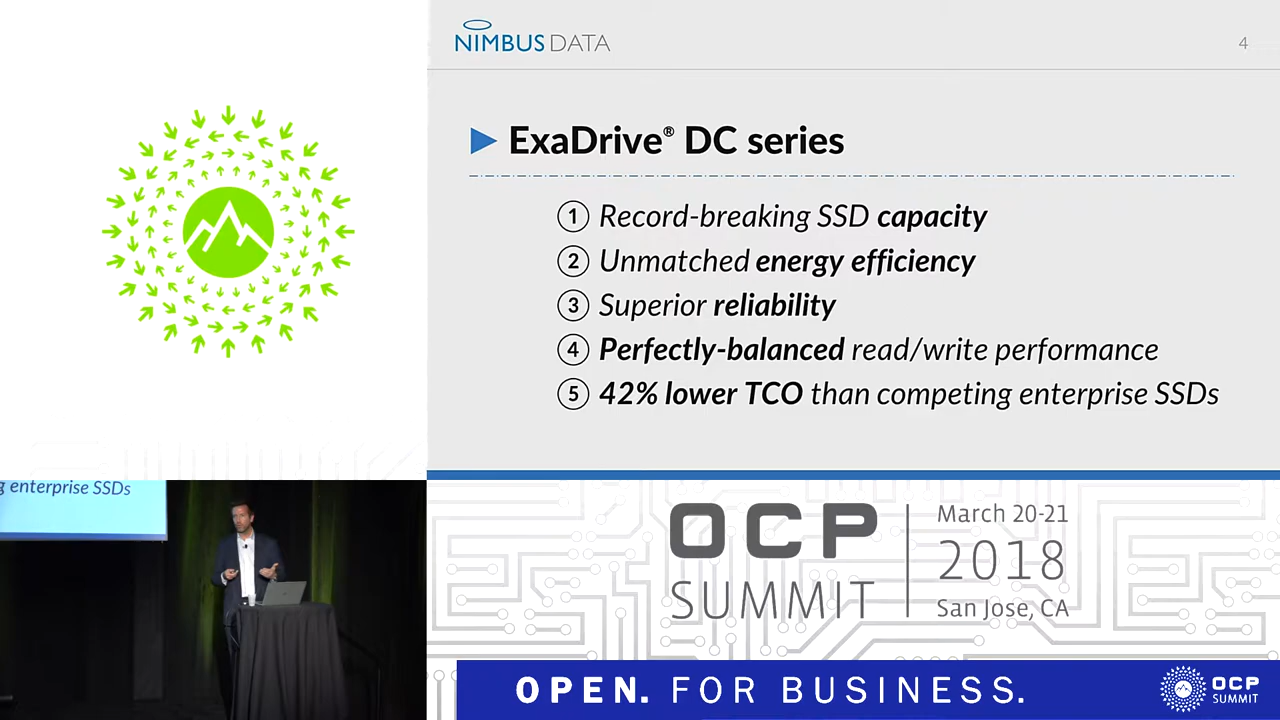 NIMBUS DATA
4
ExaDrive® DC series
1 Record-breaking SSD capacity
2 Unmatched energy efficiency
3 Superior reliability
4 Perfectly-balanced read/write performance
5 42% lower TCO than competing enterprise SSDs
g enterprise SSDs
OCP
SUMMIT
March 20-21
2018
San Jose, CA
OPEN. FOR BUSINESS.
OCP
SUMMIT